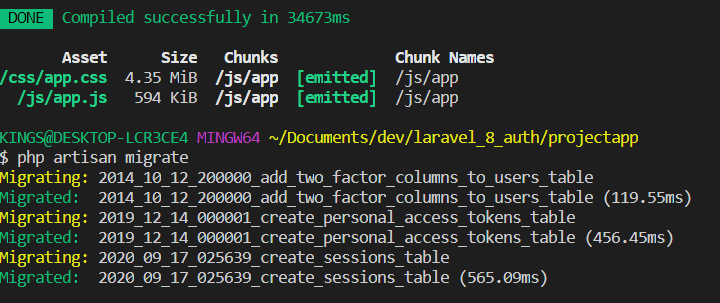 DONE Compiled successfully in 34673ms
Asset Size Chunks Chunk Names
/css/app.css 4.35 MiB /js/app [emitted] /js/app
/js/app.js 594 KiB /js/app [emitted] /js/app
KINGS@DESKTOP-LCR3CE4 MINGW64 ~/Documents/dev/laravel_8_auth/projectapp
$ php artisan migrate
Migrating: 2014_10_12_200000_add_two_factor_columns_to_users_table
Migrated: 2014_10_12_200000_add_two_factor_columns_to_users_table (119.55ms)
Migrating: 2019_12_14_000001_create_personal_access_tokens_table
Migrated: 2019_12_14_000001_create_personal_access_tokens_table (456.45ms)
Migrating: 2020_09_17_025639_create_sessions_table
Migrated: 2020_09_17_025639_create_sessions_table (565.09ms)